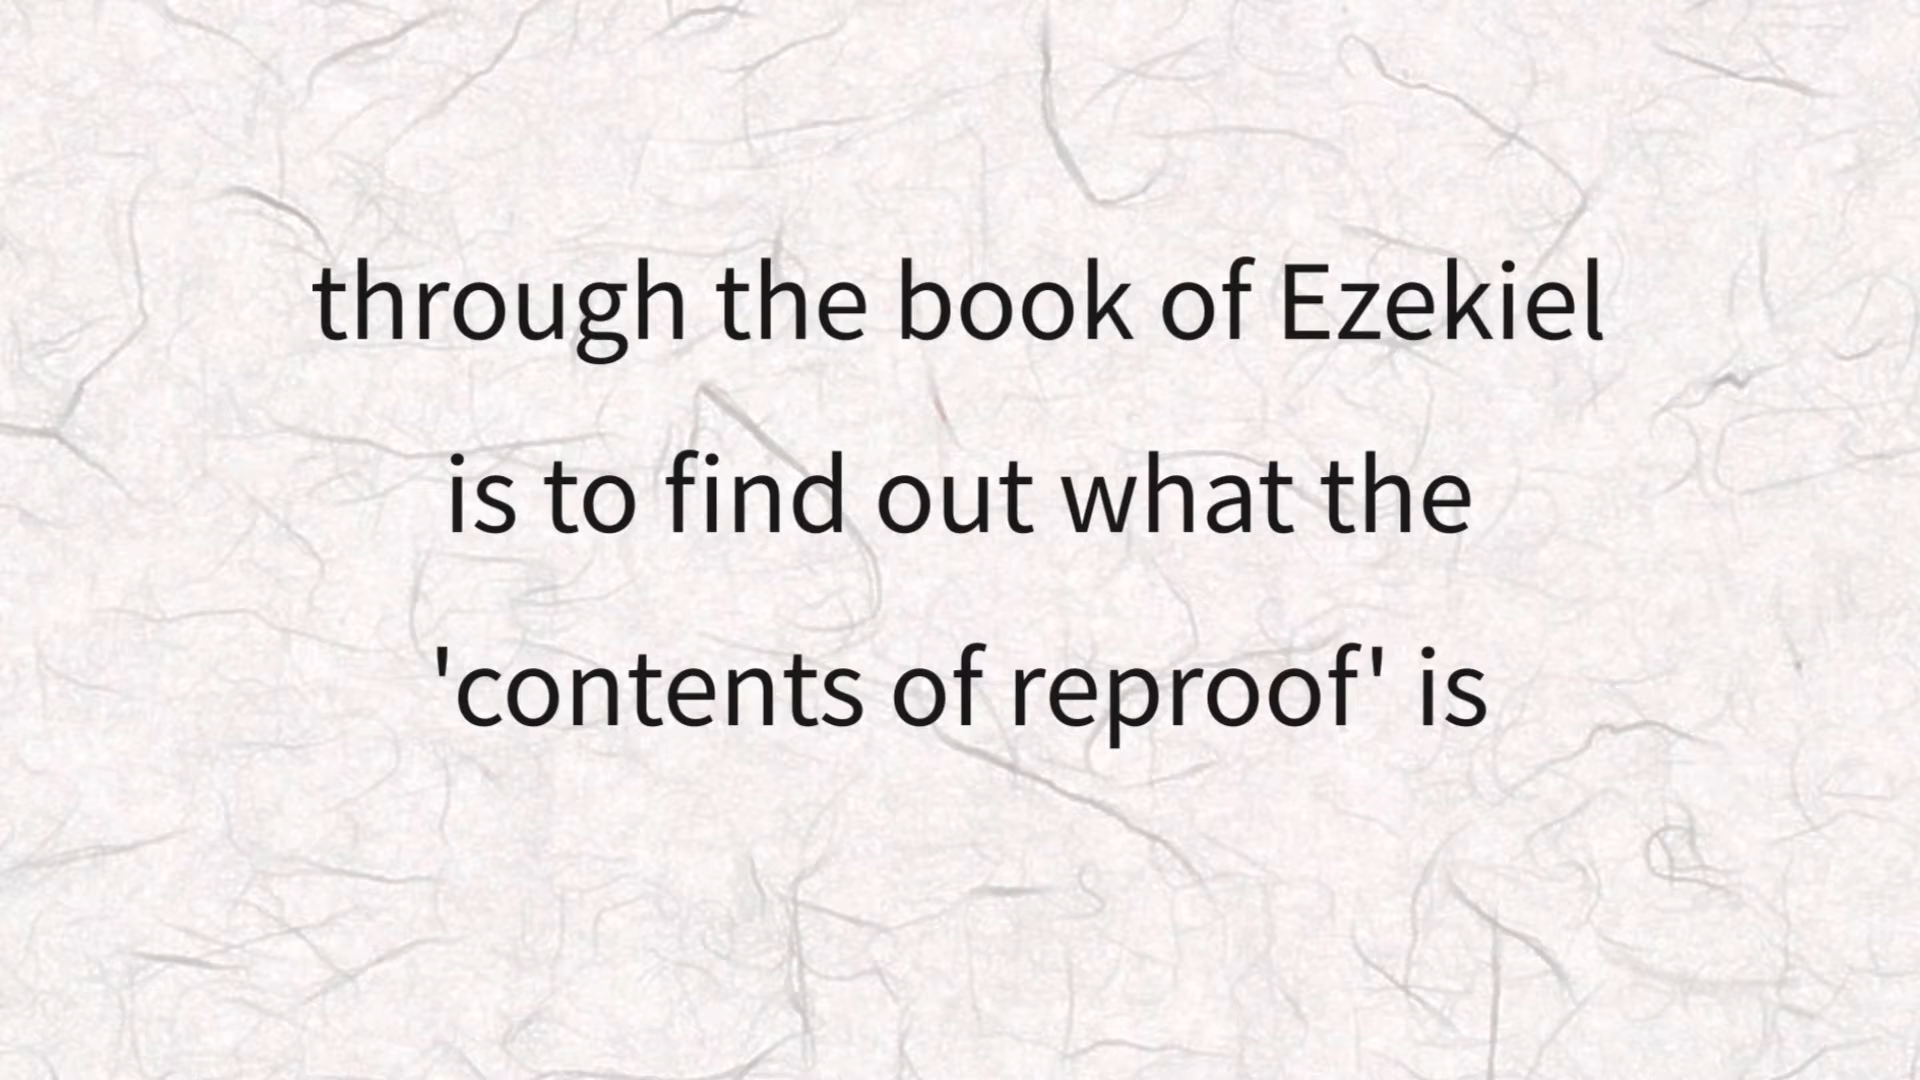 through the book of Ezekiel
is to find out what the
'contents of reproof' is